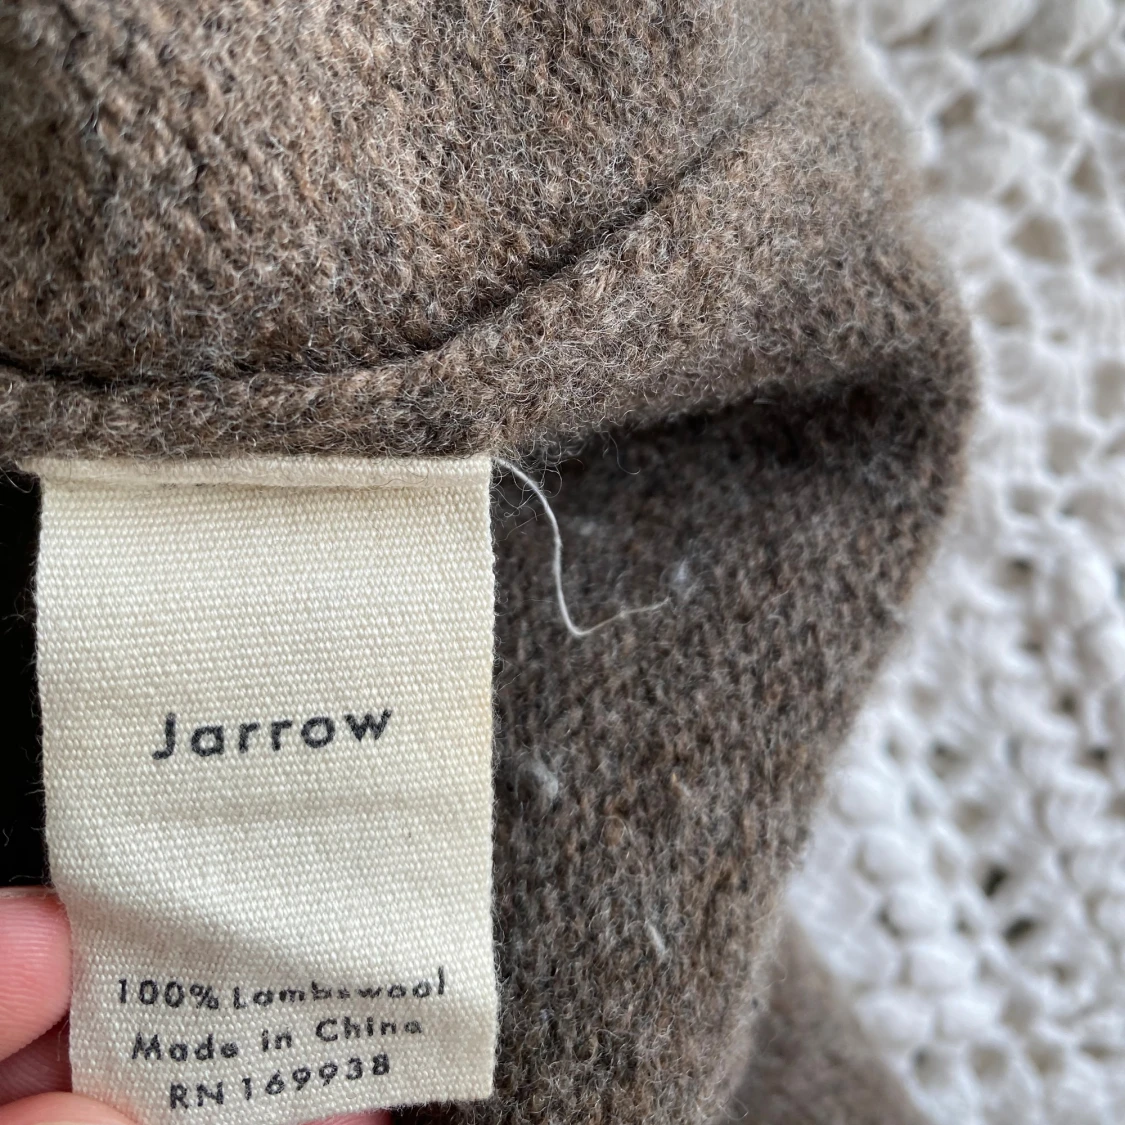 Jarrow
100% Lambswool
Made in China
RN 169938